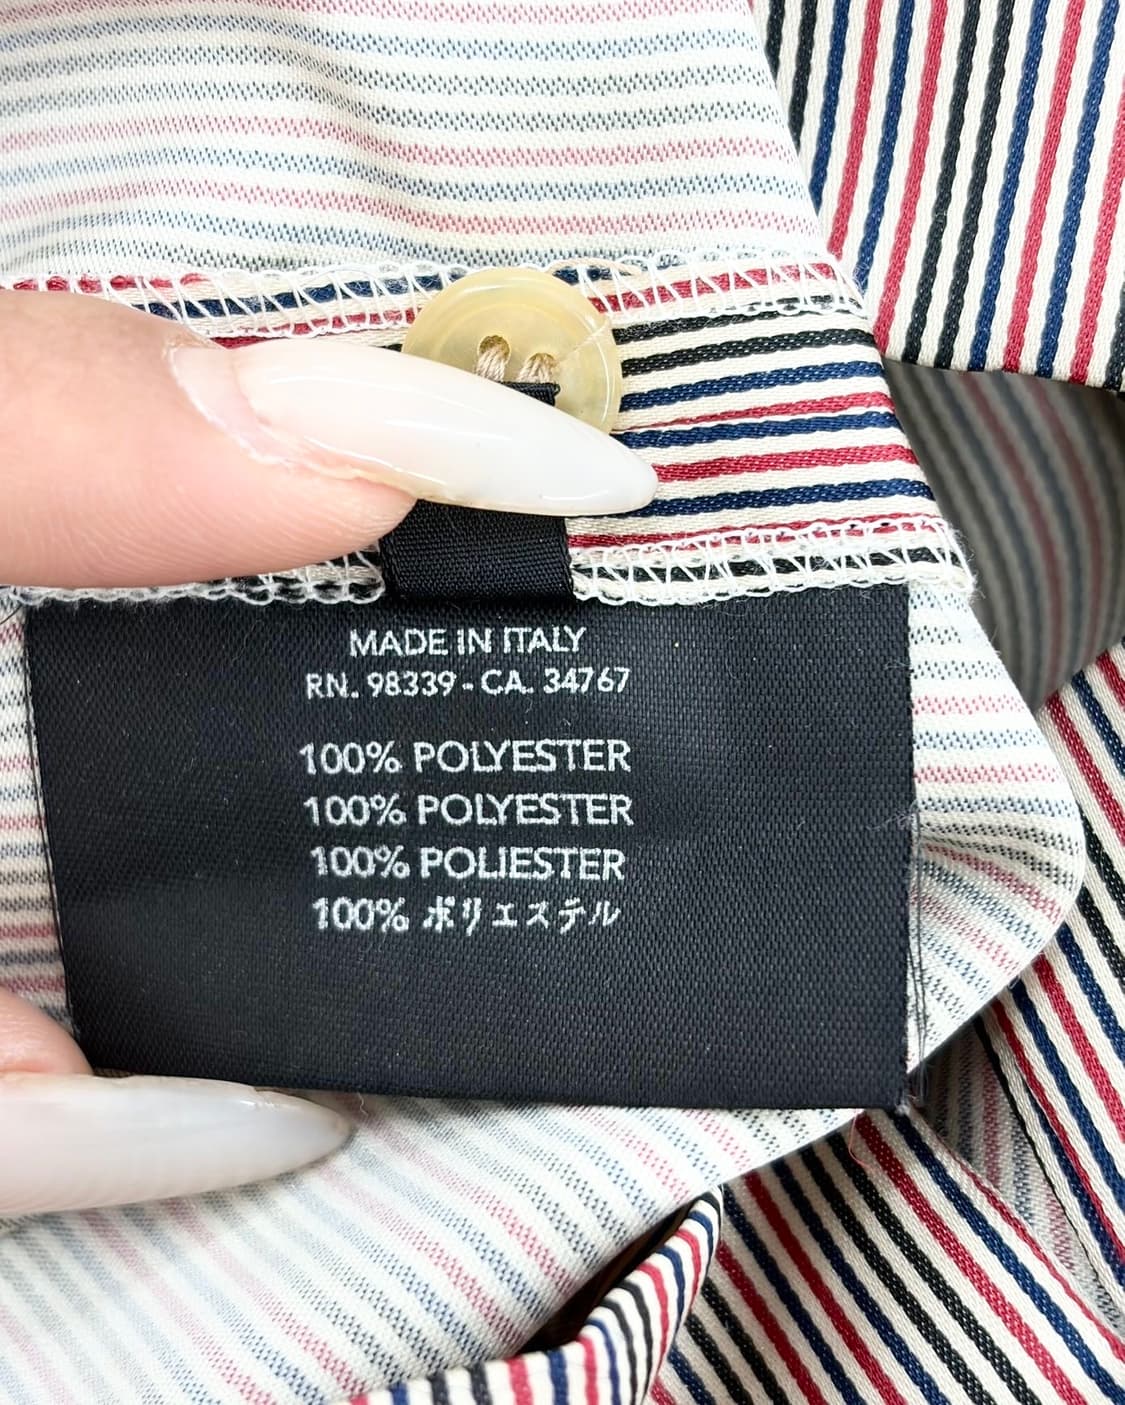 MADE IN ITALY
RN. 98339 - CA. 34767
100% POLYESTER
100% POLYESTER
100% POLIESTER
100% ポリエステル